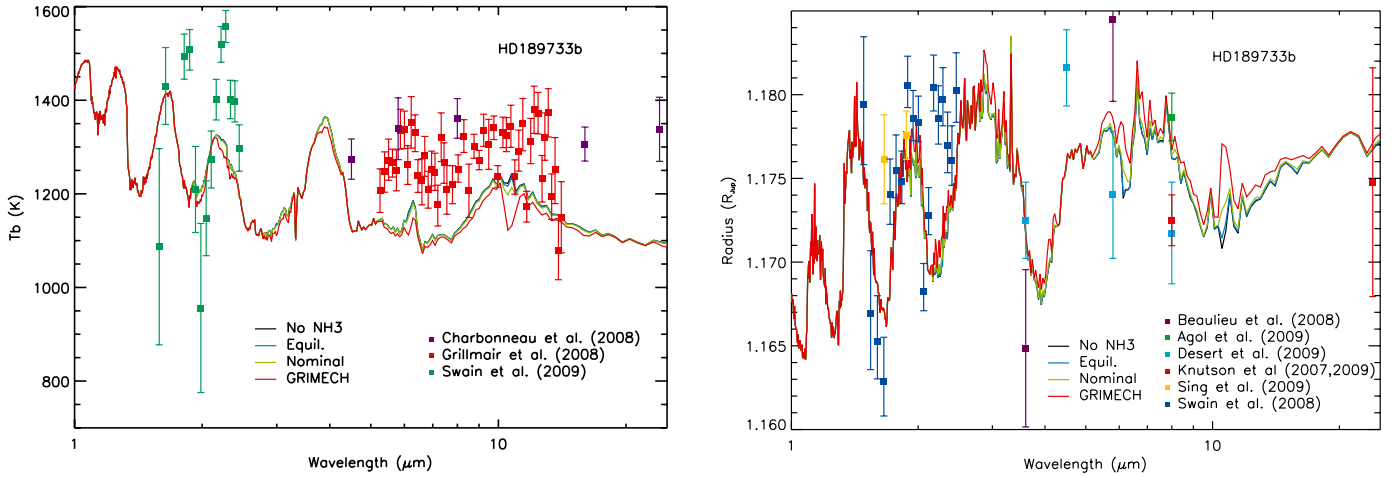 1600
1400
1200
1000
800
Tb (K)
HD189733b
No NH3
Equil.
Nominal
GRIMECH
Charbonneau et al. (2008)
Grillmair et al. (2008)
Swain et al. (2009)
1
10
Wavelength (μm)
1.180
1.175
1.170
1.165
1.160
Radius (RJup)
HD189733b
No NH3
Equil.
Nominal
GRIMECH
Beaulieu et al. (2008)
Agol et al. (2009)
Desert et al. (2009)
Knutson et al (2007,2009)
Sing et al. (2009)
Swain et al. (2008)
1
10
Wavelength (μm)